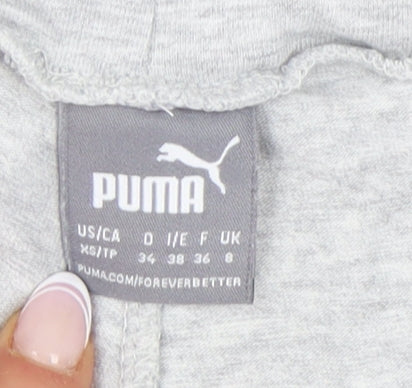 PUMA
US/CA D I/E F UK
XS/TP 34 38 36 8
PUMA.COM/FOREVERBETTER